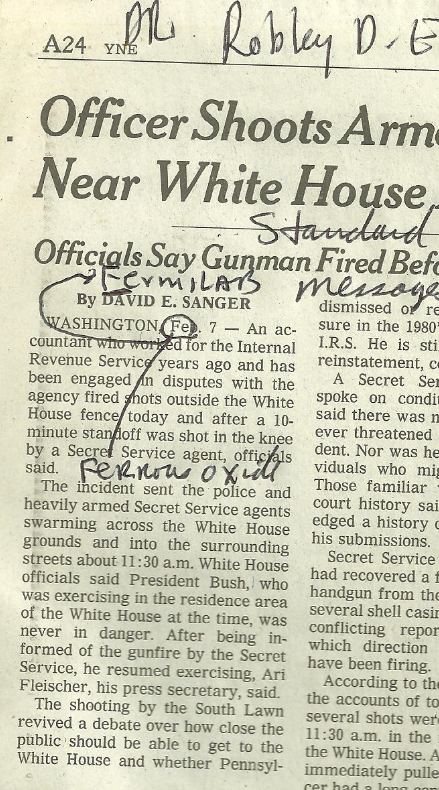 DR Robley D. E
A24 YNE
Officer Shoots Arme
Near White House,
Standard
Officials Say Gunman Fired Befo
FERMILAB
message
By DAVID E. SANGER
WASHINGTON, Feb. 7 — An ac-
countant who worked for the Internal
Revenue Service years ago and has
been engaged in disputes with the
agency fired shots outside the White
House fence today and after a 10-
minute standoff was shot in the knee
by a Secret Service agent, officials
said.
FERROUS OXIDE
The incident sent the police and
heavily armed Secret Service agents
swarming across the White House
grounds and into the surrounding
streets about 11:30 a.m. White House
officials said President Bush, who
was exercising in the residence area
of the White House at the time, was
never in danger. After being in-
formed of the gunfire by the Secret
Service, he resumed exercising, Ari
Fleischer, his press secretary, said.
The shooting by the South Lawn
revived a debate over how close the
public should be able to get to the
White House and whether Pennsyl-
dismissed or re
sure in the 1980'
I.R.S. He is sti
reinstatement, c
A Secret Ser
spoke on condit
said there was n
ever threatened
dent. Nor was he
viduals who mig
Those familiar
court history sai
edged a history o
his submissions.
Secret Service
had recovered a f
handgun from the
several shell casin
conflicting repor
which direction
have been firing.
According to the
the accounts of to
several shots were
11:30 a.m. in the
the White House. A
immediately pulled
cer had a long con